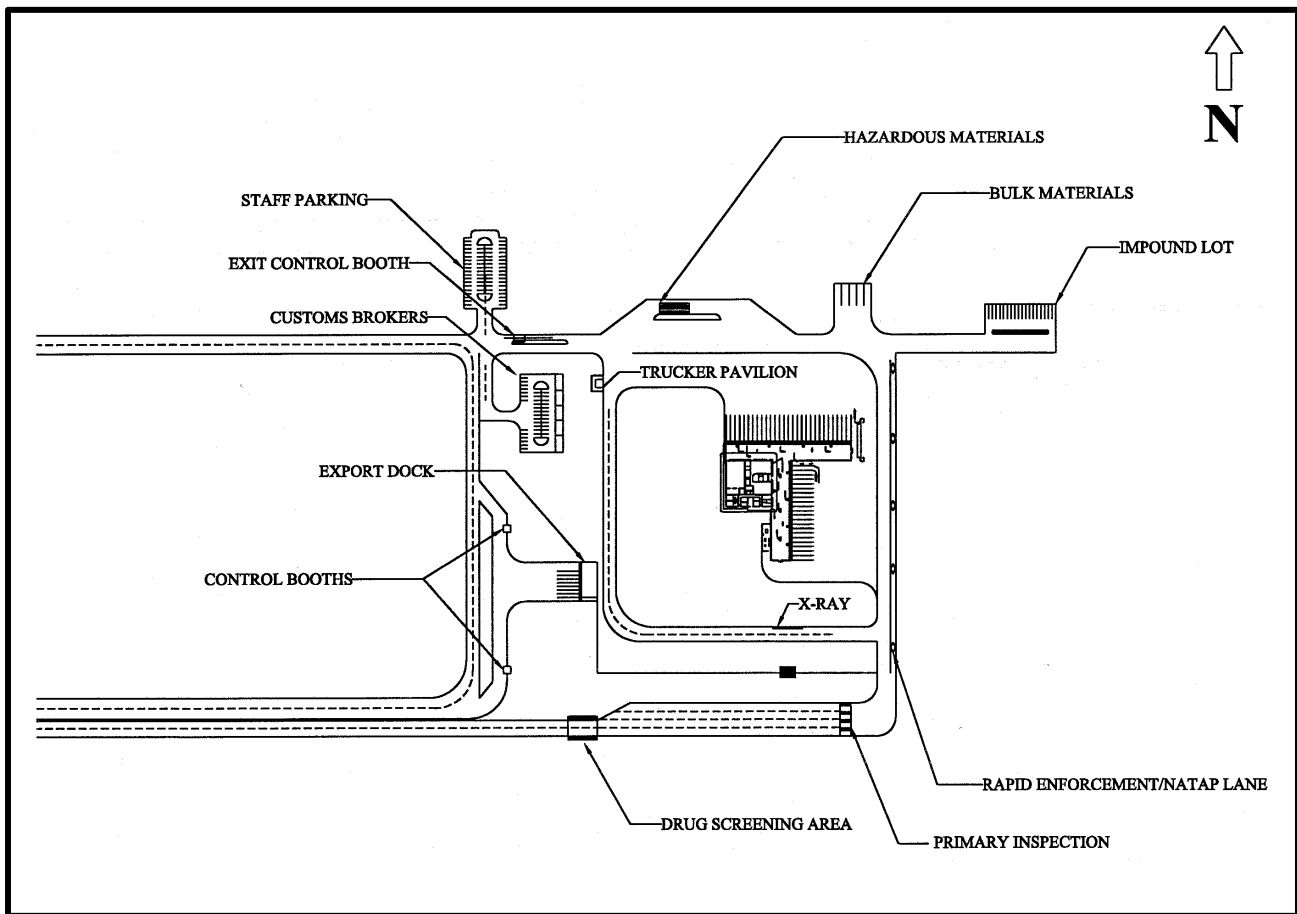 N
HAZARDOUS MATERIALS
BULK MATERIALS
STAFF PARKING
IMPOUND LOT
EXIT CONTROL BOOTH
CUSTOMS BROKERS
TRUCKER PAVILION
EXPORT DOCK
CONTROL BOOTHS
X-RAY
RAPID ENFORCEMENT/NATAP LANE
DRUG SCREENING AREA
PRIMARY INSPECTION